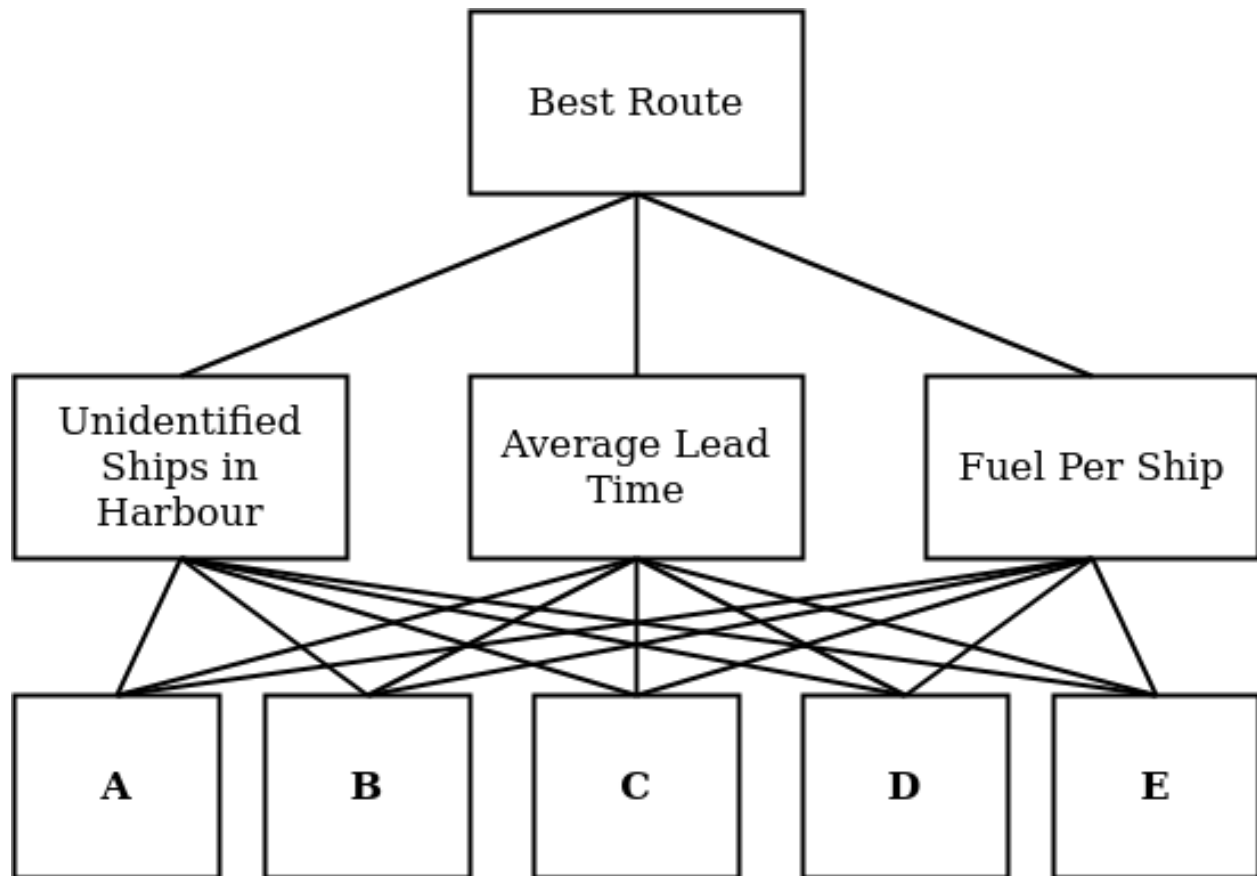 Best Route
Unidentified
Ships in
Harbour
Average Lead
Time
Fuel Per Ship
A
B
C
D
E